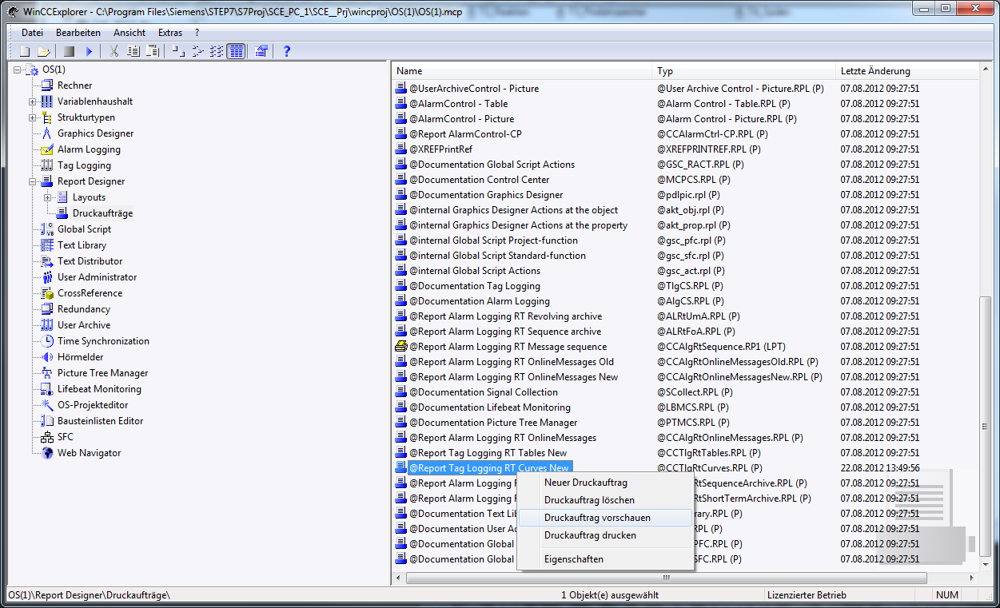 WinCCExplorer - C:\Program Files\Siemens\STEP7\S7Proj\SCE_PC_1\SCE__Prj\wincproj\OS(1)\OS(1).mcp
Datei Bearbeiten Ansicht Extras ?
OS(1)
Rechner
Variablenhaushalt
Strukturtypen
Graphics Designer
Alarm Logging
Tag Logging
Report Designer
Layouts
Druckaufträge
Global Script
Text Library
Text Distributor
User Administrator
CrossReference
Redundancy
User Archive
Time Synchronization
Hörmelder
Picture Tree Manager
Lifebeat Monitoring
OS-Projekteditor
Bausteinlisten Editor
SFC
Web Navigator
Name Typ Letzte Änderung
@UserArchiveControl - Picture @User Archive Control - Picture.RPL (P) 07.08.2012 09:27:51
@AlarmControl - Table @Alarm Control - Table.RPL (P) 07.08.2012 09:27:51
@AlarmControl - Picture @Alarm Control - Picture.RPL (P) 07.08.2012 09:27:51
@Report AlarmControl-CP @CCAlarmCtrl-CP.RPL (P) 07.08.2012 09:27:51
@XREFPrintRef @XREFPRINTREF.RPL (P) 07.08.2012 09:27:51
@Documentation Global Script Actions @GSC_RACT.RPL (P) 07.08.2012 09:27:51
@Documentation Control Center @MCPCS.RPL (P) 07.08.2012 09:27:51
@Documentation Graphics Designer @pdlpic.rpl (P) 07.08.2012 09:27:51
@internal Graphics Designer Actions at the object @akt_obj.rpl (P) 07.08.2012 09:27:51
@internal Graphics Designer Actions at the property @akt_prop.rpl (P) 07.08.2012 09:27:51
@internal Global Script Project-function @gsc_pfc.rpl (P) 07.08.2012 09:27:51
@internal Global Script Standard-function @gsc_sfc.rpl (P) 07.08.2012 09:27:51
@internal Global Script Actions @gsc_act.rpl (P) 07.08.2012 09:27:51
@Documentation Tag Logging @TlgCS.RPL (P) 07.08.2012 09:27:51
@Documentation Alarm Logging @AlgCS.RPL (P) 07.08.2012 09:27:51
@Report Alarm Logging RT Revolving archive @ALRtUmA.RPL (P) 07.08.2012 09:27:51
@Report Alarm Logging RT Sequence archive @ALRtFoA.RPL (P) 07.08.2012 09:27:51
@Report Alarm Logging RT Message sequence @CCAlgRtSequence.RP1 (LPT) 07.08.2012 09:27:51
@Report Alarm Logging RT OnlineMessages Old @CCAlgRtOnlineMessagesOld.RPL (P) 07.08.2012 09:27:51
@Report Alarm Logging RT OnlineMessages New @CCAlgRtOnlineMessagesNew.RPL (P) 07.08.2012 09:27:51
@Documentation Signal Collection @SCollect.RPL (P) 07.08.2012 09:27:51
@Documentation Lifebeat Monitoring @LBMCS.RPL (P) 07.08.2012 09:27:51
@Documentation Picture Tree Manager @PTMCS.RPL (P) 07.08.2012 09:27:51
@Report Alarm Logging RT OnlineMessages @CCAlgRtOnlineMessages.RPL (P) 07.08.2012 09:27:51
@Report Tag Logging RT Tables New @CCTlgRtTables.RPL (P) 07.08.2012 09:27:51
@Report Tag Logging RT Curves New @CCTlgRtCurves.RPL (P) 22.08.2012 13:49:56
@Report Alarm Logging RtSequenceArchive.RPL (P) 07.08.2012 09:27:51
@Report Alarm Logging RtShortTermArchive.RPL (P) 07.08.2012 09:27:51
@Documentation Text Lib rary.RPL (P) 07.08.2012 09:27:51
@Documentation User Ad RPL (P) 07.08.2012 09:27:51
@Documentation Global PFC.RPL (P) 07.08.2012 09:27:51
@Documentation Global SFC.RPL (P) 07.08.2012 09:27:51
Neuer Druckauftrag
Druckauftrag löschen
Druckauftrag vorschauen
Druckauftrag drucken
Eigenschaften
OS(1)\Report Designer\Druckaufträge\ 1 Objekt(e) ausgewählt Lizenzierter Betrieb NUM